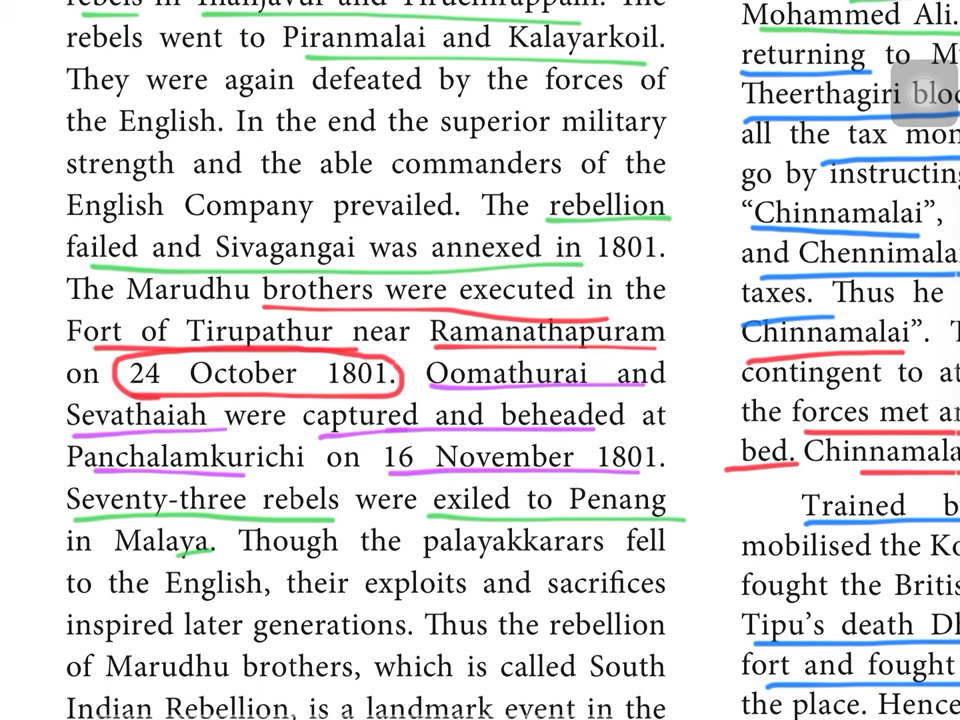 rebels in Thanjavur and Tiruchirappalli. The
rebels went to Piranmalai and Kalayarkoil.
They were again defeated by the forces of
the English. In the end the superior military
strength and the able commanders of the
English Company prevailed. The rebellion
failed and Sivagangai was annexed in 1801.
The Marudhu brothers were executed in the
Fort of Tirupathur near Ramanathapuram
on 24 October 1801. Oomathurai and
Sevathaiah were captured and beheaded at
Panchalamkurichi on 16 November 1801.
Seventy-three rebels were exiled to Penang
in Malaya. Though the palayakkarars fell
to the English, their exploits and sacrifices
inspired later generations. Thus the rebellion
of Marudhu brothers, which is called South
Indian Rebellion, is a landmark event in the
Mohammed Ali.
returning to
Theerthagiri
all the tax
go by instructing
“Chinnamalai”,
and
taxes. Thus he
Chinnamalai”.
contingent to
the forces met
bed.
Trained
mobilised the
fought the
Tipu’s death
fort and fought
the place. Hence